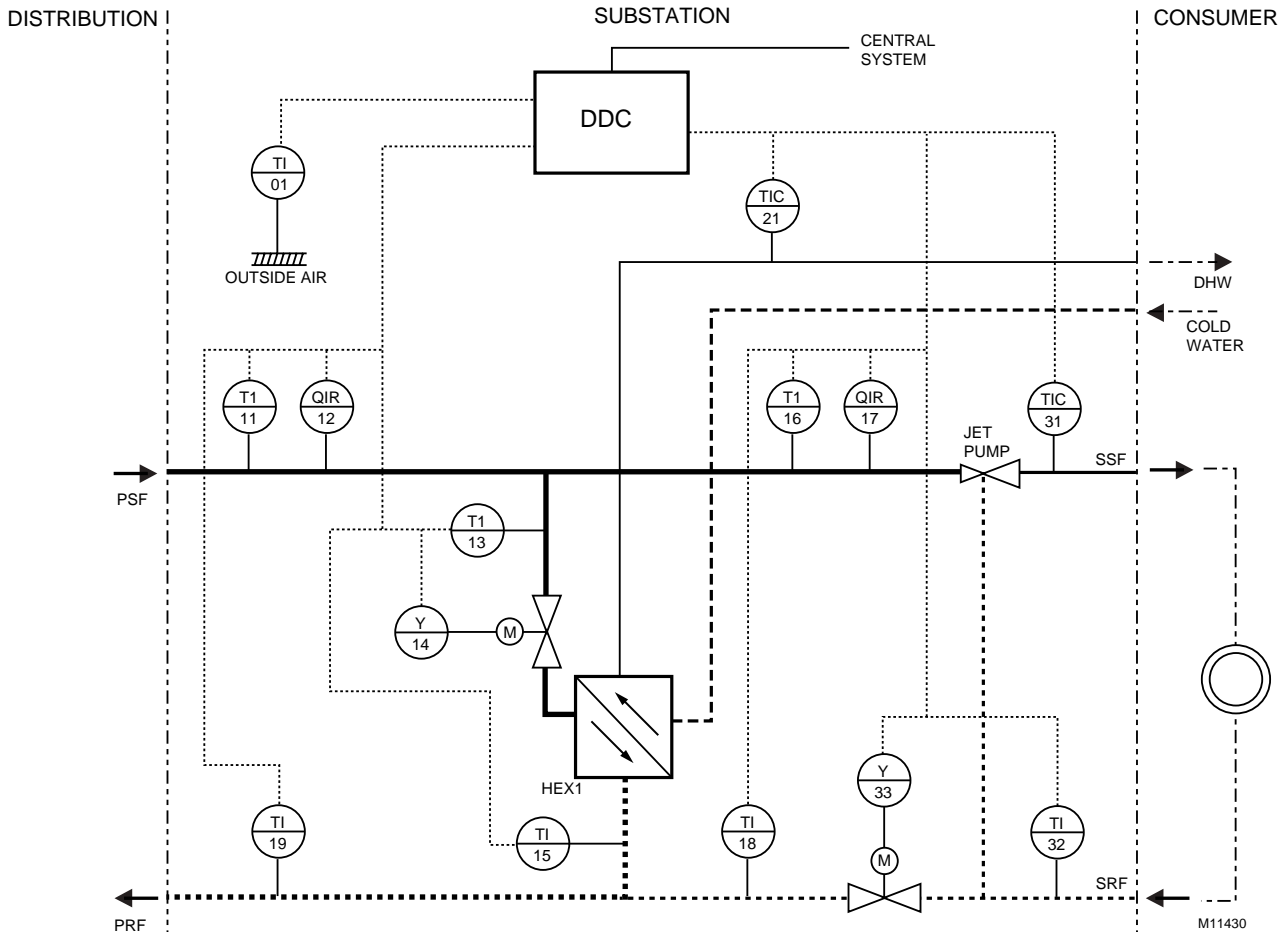 DISTRIBUTION
SUBSTATION
CONSUMER
CENTRAL
SYSTEM
DDC
TI
01
OUTSIDE AIR
TIC
21
DHW
COLD
WATER
T1
11
QIR
12
T1
16
QIR
17
TIC
31
JET
PUMP
SSF
PSF
T1
13
Y
14
M
HEX1
Y
33
M
TI
19
TI
15
TI
18
TI
32
SRF
PRF
M11430